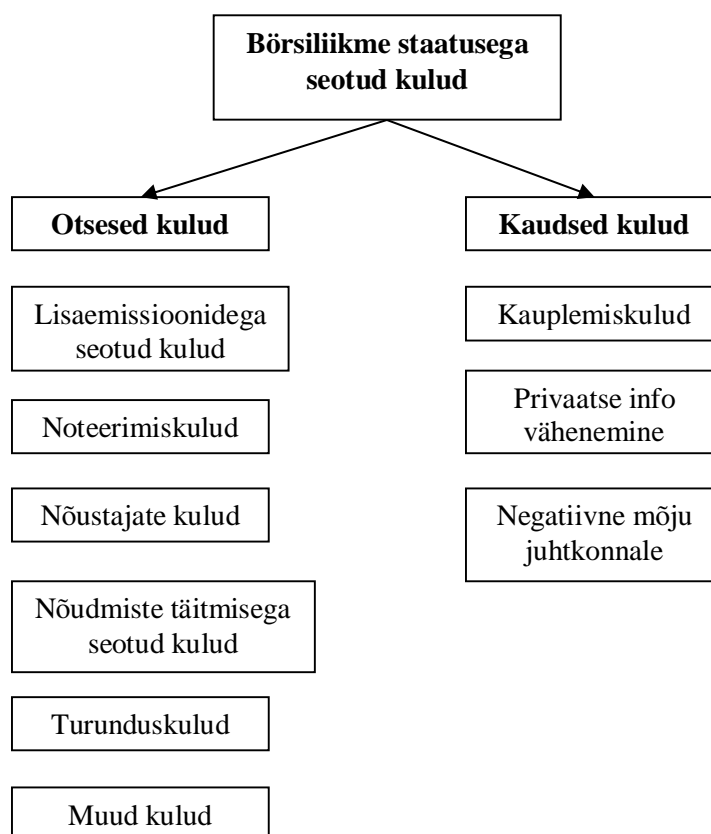 Börsiliikme staatusega
seotud kulud
Otsesed kulud
Lisaemissioonidega
seotud kulud
Noteerimiskulud
Nõustajate kulud
Nõudmiste täitmisega
seotud kulud
Turunduskulud
Muud kulud
Kaudsed kulud
Kauplemiskulud
Privaatse info
vähenemine
Negatiivne mõju
juhtkonnale